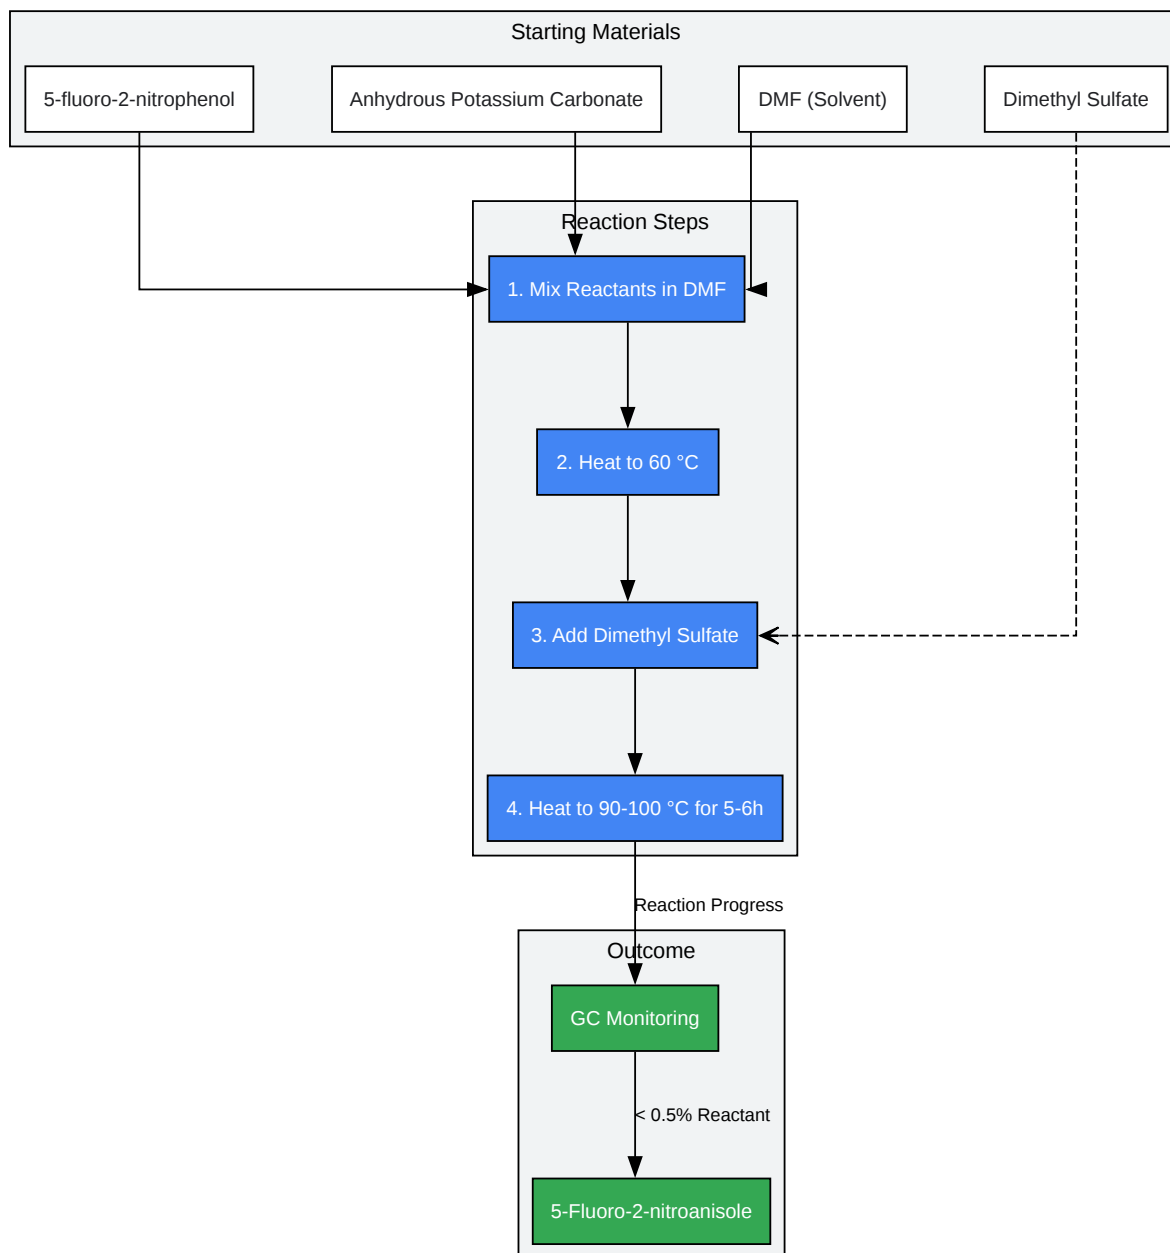 Starting Materials
5-fluoro-2-nitrophenol
Anhydrous Potassium Carbonate
DMF (Solvent)
Dimethyl Sulfate
Reaction Steps
1. Mix Reactants in DMF
2. Heat to 60 °C
3. Add Dimethyl Sulfate
4. Heat to 90-100 °C for 5-6h
Reaction Progress
Outcome
GC Monitoring
< 0.5% Reactant
5-Fluoro-2-nitroanisole